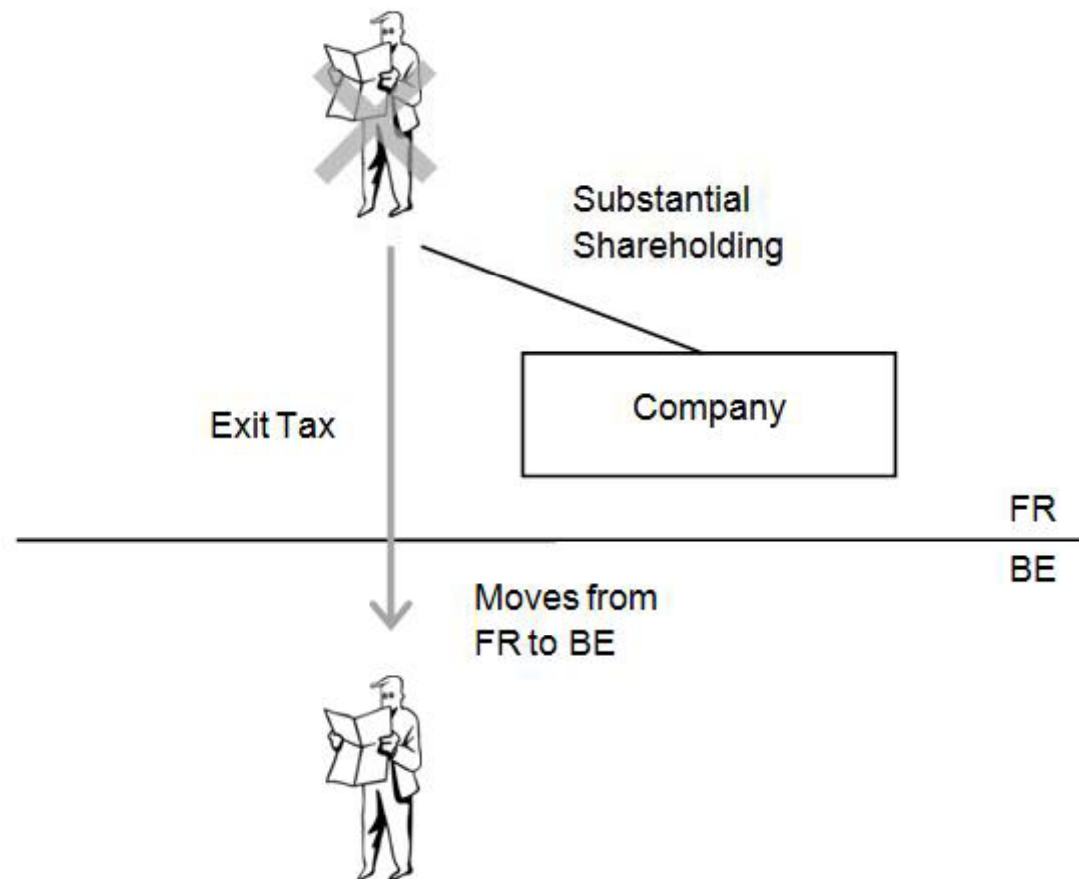 Substantial
Shareholding
Company
Exit Tax
FR
BE
Moves from
FR to BE